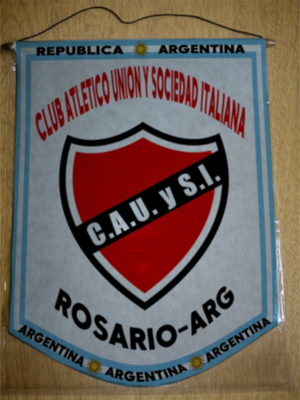 REPUBLICA ARGENTINA
CLUB ATLETICO UNION Y SOCIEDAD ITALIANA
C.A.U. y S.I.
ROSARIO-ARG
ARGENTINA ARGENTINA ARGENTINA